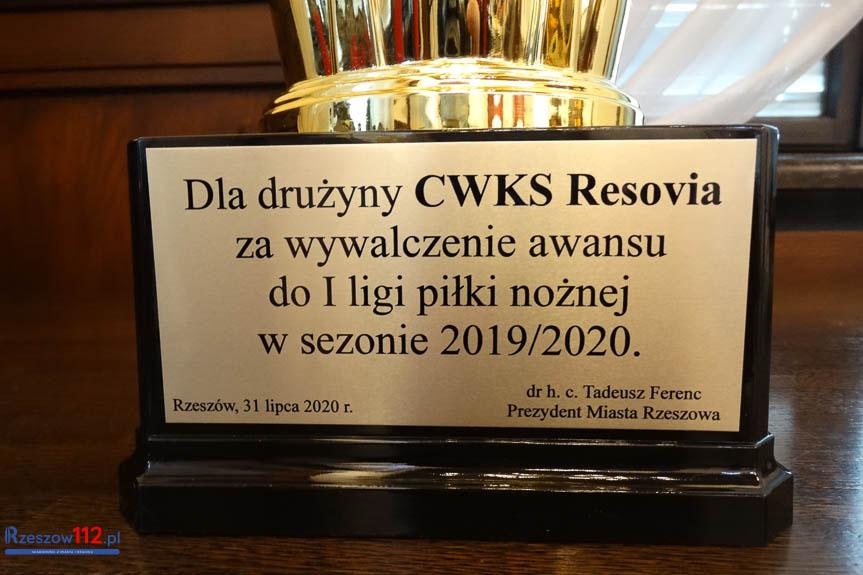 Dla drużyny CWKS Resovia
za wywalczenie awansu
do I ligi piłki nożnej
w sezonie 2019/2020.
Rzeszów, 31 lipca 2020 r.
dr h. c. Tadeusz Ferenc
Prezydent Miasta Rzeszowa
Rzeszow112.pl